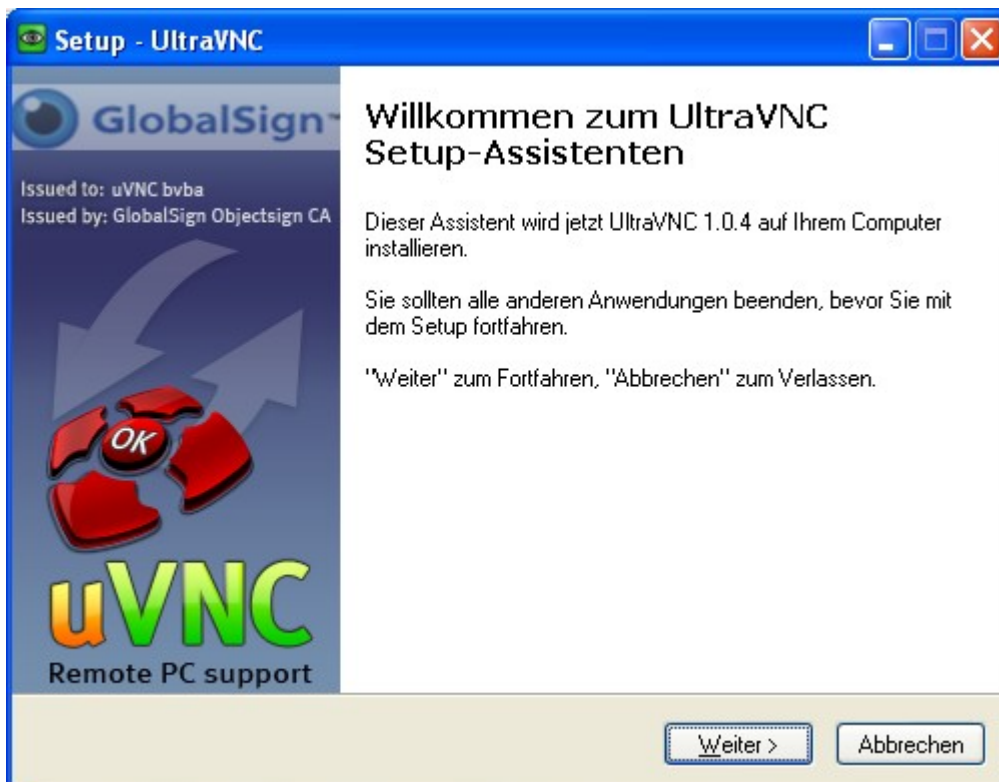 Setup - UltraVNC
GlobalSign™
Issued to: uVNC bvba
Issued by: GlobalSign Objectsign CA
OK
uVNC
Remote PC support
Willkommen zum UltraVNC
Setup-Assistenten
Dieser Assistent wird jetzt UltraVNC 1.0.4 auf Ihrem Computer
installieren.
Sie sollten alle anderen Anwendungen beenden, bevor Sie mit
dem Setup fortfahren.
"Weiter" zum Fortfahren, "Abbrechen" zum Verlassen.
Weiter >
Abbrechen